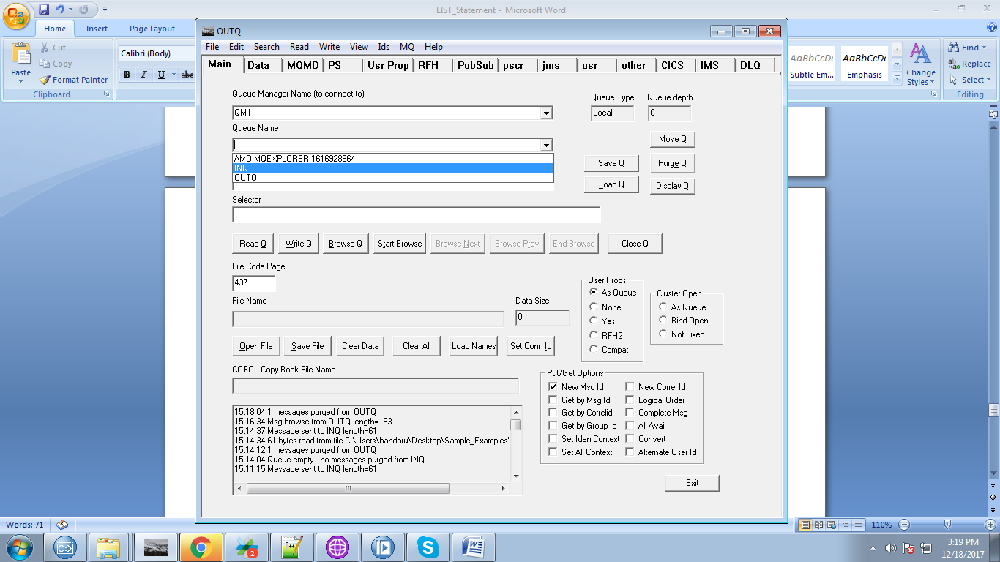 LIST_Statement - Microsoft Word
Home Insert Page Layout
Cut
Copy
Format Painter
Paste
Clipboard
Calibri (Body)
B I U abc
OUTQ
File Edit Search Read Write View Ids MQ Help
Main Data MQMD PS Usr Prop RFH PubSub pscr jms usr other CICS IMS DLQ
Queue Manager Name (to connect to)
QM1
Queue Type
Local
Queue depth
0
Queue Name
AMQ.MQEXPLORER.1616928864
INQ
OUTQ
Move Q
Save Q Purge Q
Load Q Display Q
Selector
Read Q Write Q Browse Q Start Browse Browse Next Browse Prev End Browse Close Q
File Code Page
437
File Name
Data Size
0
User Props
As Queue
None
Yes
RFH2
Compat
Cluster Open
As Queue
Bind Open
Not Fixed
Open File Save File Clear Data Clear All Load Names Set Conn Id
COBOL Copy Book File Name
Put/Get Options
New Msg Id New Correl Id
Get by Msg Id Logical Order
Get by Correlid Complete Msg
Get by Group Id All Avail
Set Iden Context Convert
Set All Context Alternate User Id
15.18.04 1 messages purged from OUTQ
15.16.34 Msg browse from OUTQ length=183
15.14.37 Message sent to INQ length=61
15.14.34 61 bytes read from file C:\Users\bandaru\Desktop\Sample_Examples'
15.14.12 1 messages purged from OUTQ
15.14.04 Queue empty - no messages purged from INQ
15.11.15 Message sent to INQ length=61
Exit
AaBbCcDc AaBbCcDc
Subtle Em... Emphasis
Change Styles
Find
Replace
Select
Editing
Words: 71
110%
2
3:19 PM
12/18/2017